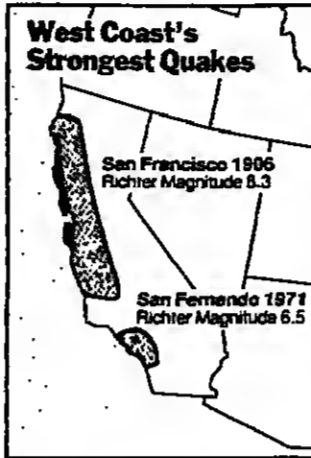 West Coast's
Strongest Quakes
San Francisco 1906
Richter Magnitude 8.3
San Fernando 1971
Richter Magnitude 6.5